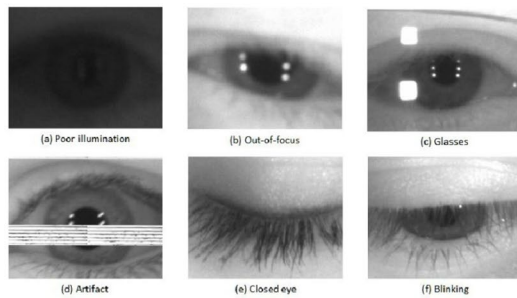 (a) Poor illumination
(b) Out-of-focus
(c) Glasses
(d) Artifact
(e) Closed eye
(f) Blinking